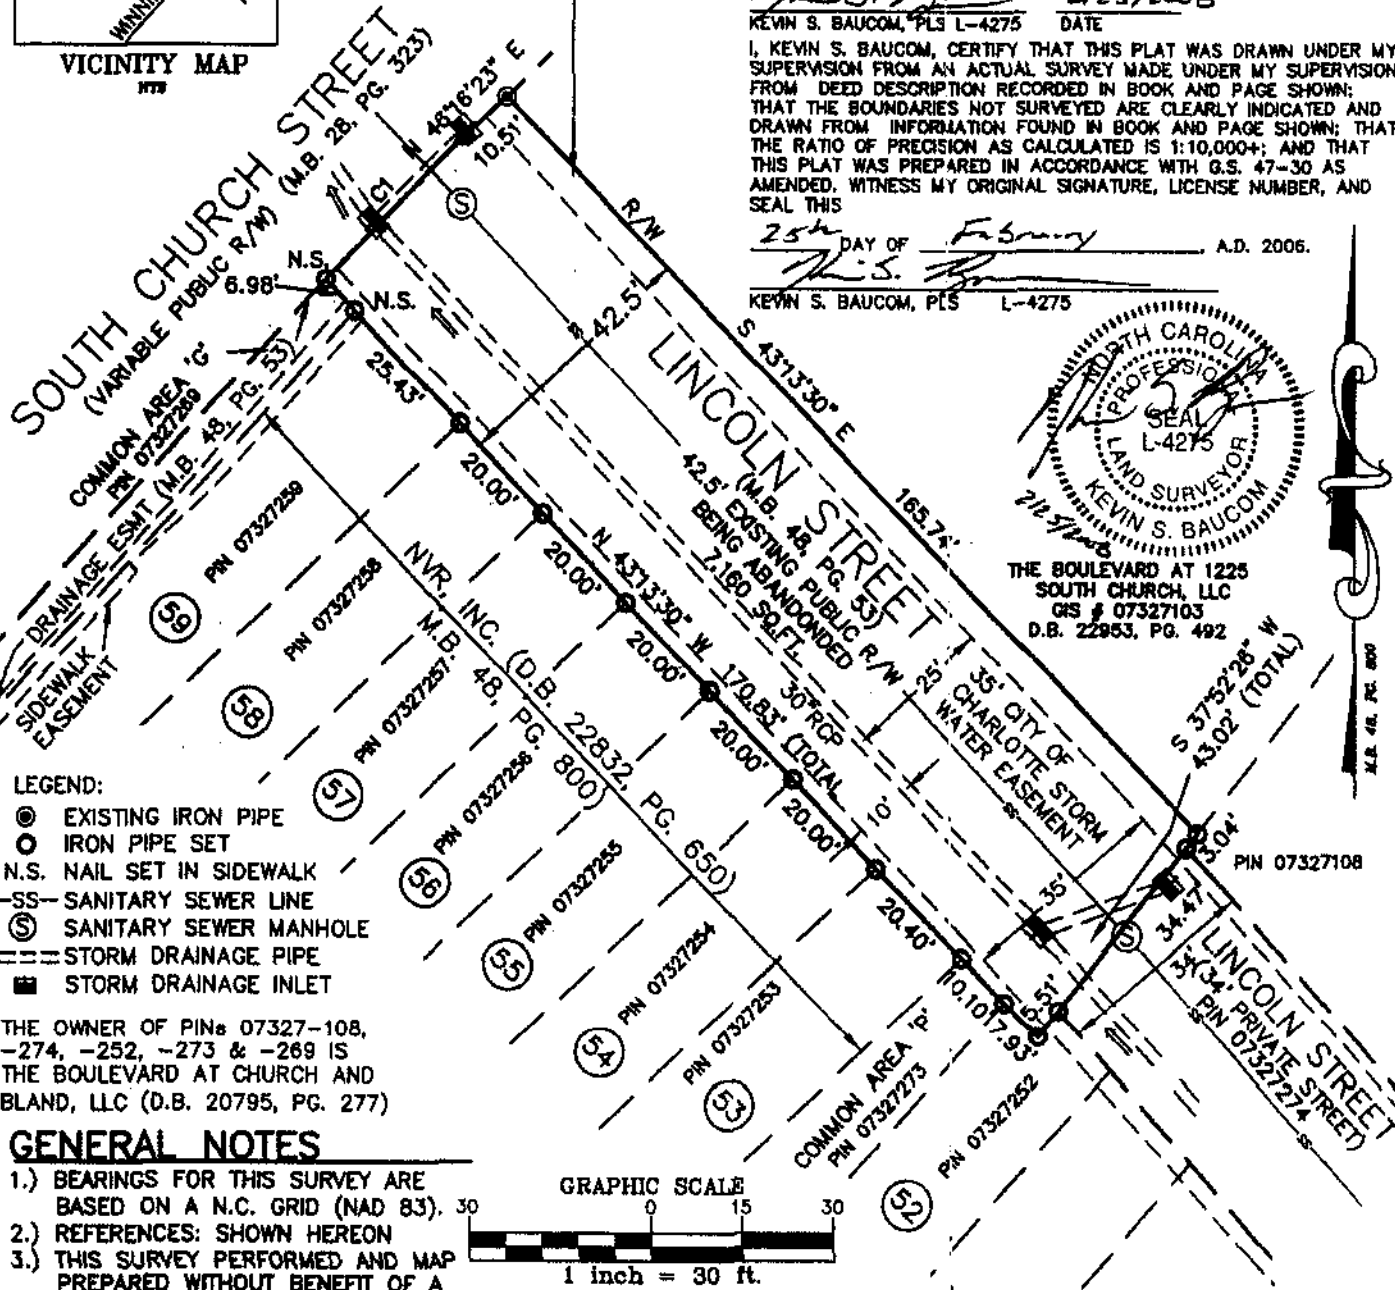 VICINITY MAP
NTS
KEVIN S. BAUCOM, PLS L-4275 DATE
I, KEVIN S. BAUCOM, CERTIFY THAT THIS PLAT WAS DRAWN UNDER MY
SUPERVISION FROM AN ACTUAL SURVEY MADE UNDER MY SUPERVISION
FROM DEED DESCRIPTION RECORDED IN BOOK AND PAGE SHOWN;
THAT THE BOUNDARIES NOT SURVEYED ARE CLEARLY INDICATED AND
DRAWN FROM INFORMATION FOUND IN BOOK AND PAGE SHOWN; THAT
THE RATIO OF PRECISION AS CALCULATED IS 1:10,000+; AND THAT
THIS PLAT WAS PREPARED IN ACCORDANCE WITH G.S. 47-30 AS
AMENDED. WITNESS MY ORIGINAL SIGNATURE, LICENSE NUMBER, AND
SEAL THIS
25th DAY OF February A.D. 2006.
KEVIN S. BAUCOM, PLS L-4275
NORTH CAROLINA
PROFESSIONAL
SEAL
L-4275
LAND SURVEYOR
KEVIN S. BAUCOM
THE BOULEVARD AT 1225
SOUTH CHURCH, LLC
GIS # 07327103
D.B. 22953, PG. 492
M.B. 48, PG. 800
SOUTH CHURCH STREET
(VARIABLE PUBLIC R/W) (M.B. 28, PG. 323)
N 46°16'23" E
10.51'
C1
S
R/W
N.S.
6.98'
N.S.
COMMON AREA 'G'
PIN 07327269
DRAINAGE ESMT (M.B. 48, PG. 53)
SIDEWALK
EASEMENT
42.5'
S 43°13'30" E
165.74'
LINCOLN STREET
(M.B. 48, PG. 53)
42.5' EXISTING PUBLIC R/W
BEING ABANDONDED
7,160 SQ.FT.
25.43'
20.00'
20.00'
20.00'
20.00'
20.00'
20.40'
10.10'
7.93'
N 43°13'30" W 170.83' (TOTAL
30" RCP
25'
10'
35' CITY OF
CHARLOTTE STORM
WATER EASEMENT
SS
35'
S 37°52'26" W
43.02' (TOTAL)
3.04'
34.47'
5.51'
S
PIN 07327108
34'
LINCOLN STREET
(34' PRIVATE STREET)
PIN 07327274
SS
SS
NVR, INC. (D.B. 22832, PG. 650)
M.B. 48, PG. 800)
59 PIN 07327259
58 PIN 07327258
57 PIN 07327257
56 PIN 07327256
55 PIN 07327255
54 PIN 07327254
53 PIN 07327253
COMMON AREA 'P'
PIN 07327273
52 PIN 07327252
LEGEND:
EXISTING IRON PIPE
IRON PIPE SET
N.S. NAIL SET IN SIDEWALK
-SS- SANITARY SEWER LINE
S SANITARY SEWER MANHOLE
STORM DRAINAGE PIPE
STORM DRAINAGE INLET
THE OWNER OF PINs 07327-108,
-274, -252, -273 & -269 IS
THE BOULEVARD AT CHURCH AND
BLAND, LLC (D.B. 20795, PG. 277)
GENERAL NOTES
1.) BEARINGS FOR THIS SURVEY ARE
BASED ON A N.C. GRID (NAD 83).
2.) REFERENCES: SHOWN HEREON
3.) THIS SURVEY PERFORMED AND MAP
PREPARED WITHOUT BENEFIT OF A
GRAPHIC SCALE
30 0 15 30
1 inch = 30 ft.